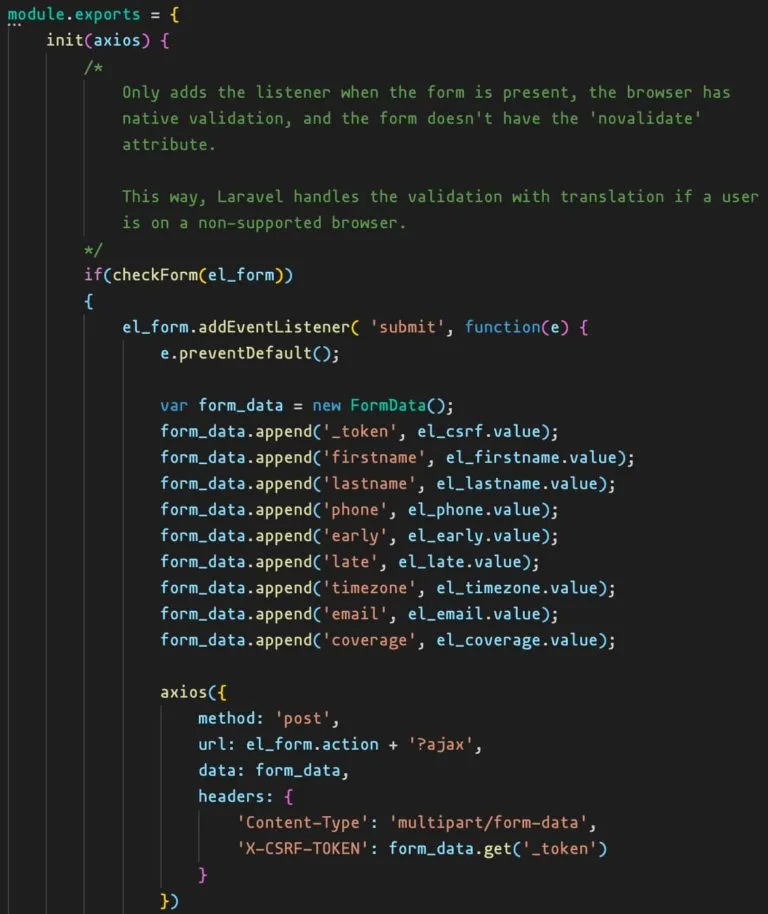 module.exports = {
init(axios) {
/*
Only adds the listener when the form is present, the browser has
native validation, and the form doesn't have the 'novalidate'
attribute.
This way, Laravel handles the validation with translation if a user
is on a non-supported browser.
*/
if(checkForm(el_form))
{
el_form.addEventListener( 'submit', function(e) {
e.preventDefault();
var form_data = new FormData();
form_data.append('_token', el_csrf.value);
form_data.append('firstname', el_firstname.value);
form_data.append('lastname', el_lastname.value);
form_data.append('phone', el_phone.value);
form_data.append('early', el_early.value);
form_data.append('late', el_late.value);
form_data.append('timezone', el_timezone.value);
form_data.append('email', el_email.value);
form_data.append('coverage', el_coverage.value);
axios({
method: 'post',
url: el_form.action + '?ajax',
data: form_data,
headers: {
'Content-Type': 'multipart/form-data',
'X-CSRF-TOKEN': form_data.get('_token')
}
})